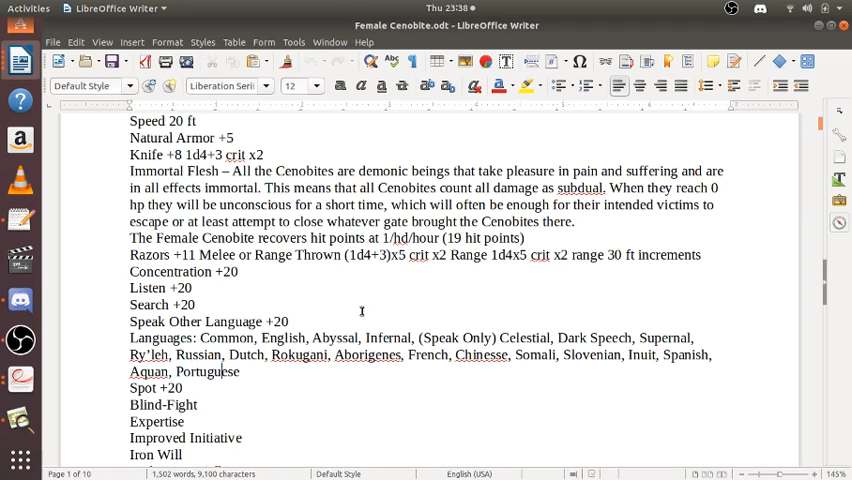 Activities
LibreOffice Writer
Thu 23:38
Female Cenobite.odt - LibreOffice Writer
File Edit View Insert Format Styles Table Form Tools Window Help
Default Style
Liberation Seri
12
Speed 20 ft
Natural Armor +5
Knife +8 1d4+3 crit x2
Immortal Flesh – All the Cenobites are demonic beings that take pleasure in pain and suffering and are
in all effects immortal. This means that all Cenobites count all damage as subdual. When they reach 0
hp they will be unconscious for a short time, which will often be enough for their intended victims to
escape or at least attempt to close whatever gate brought the Cenobites there.
The Female Cenobite recovers hit points at 1/hd/hour (19 hit points)
Razors +11 Melee or Range Thrown (1d4+3)x5 crit x2 Range 1d4x5 crit x2 range 30 ft increments
Concentration +20
Listen +20
Search +20
Speak Other Language +20
Languages: Common, English, Abyssal, Infernal, (Speak Only) Celestial, Dark Speech, Supernal,
Ry’leh, Russian, Dutch, Rokugani, Aborigenes, French, Chinesse, Somali, Slovenian, Inuit, Spanish,
Aquan, Portuguese
Spot +20
Blind-Fight
Expertise
Improved Initiative
Iron Will
Page 1 of 10
1,502 words, 9,100 characters
Default Style
English (USA)
145%